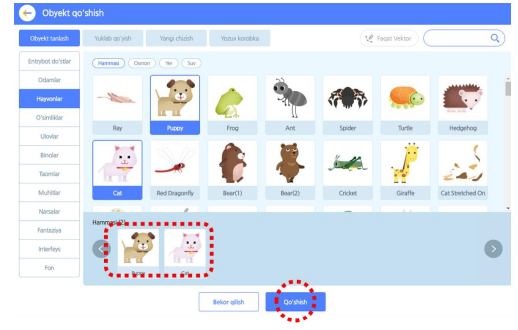 Obyekt qo'shish
Obyekt tanlash
Yuklab qo'yish
Yangi chizish
Yozuv korobka
Faqat Vektor
Entrybot do'stlar
Odamlar
Hayvonlar
O'simliklar
Ulovlar
Binolar
Taomlar
Muhitlar
Narsalar
Fantaziya
Interfeys
Fon
Hammasi
Osmon
Yer
Suv
Ray
Puppy
Frog
Ant
Spider
Turtle
Hedgehog
Cat
Red Dragonfly
Bear(1)
Bear(2)
Cricket
Giraffe
Cat Stretched On
Hammasi(2)
Puppy
Cat
Bekor qilish
Qo'shish